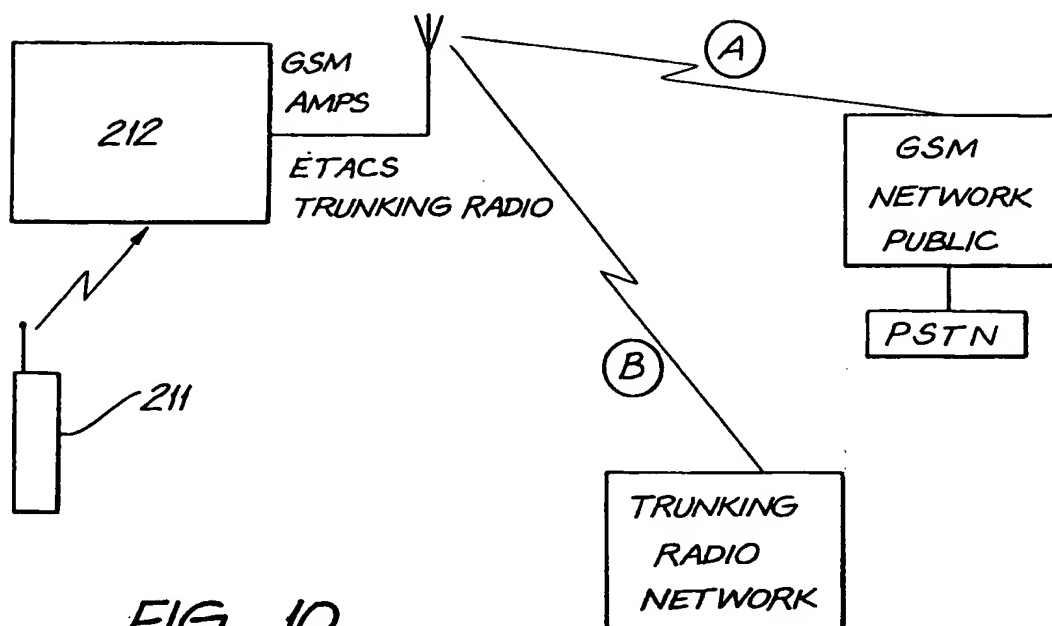 GSM
AMPS
ETACS
TRUNKING RADIO
212
A
GSM
NETWORK
PUBLIC
PSTN
B
211
TRUNKING
RADIO
NETWORK
FIG. 10